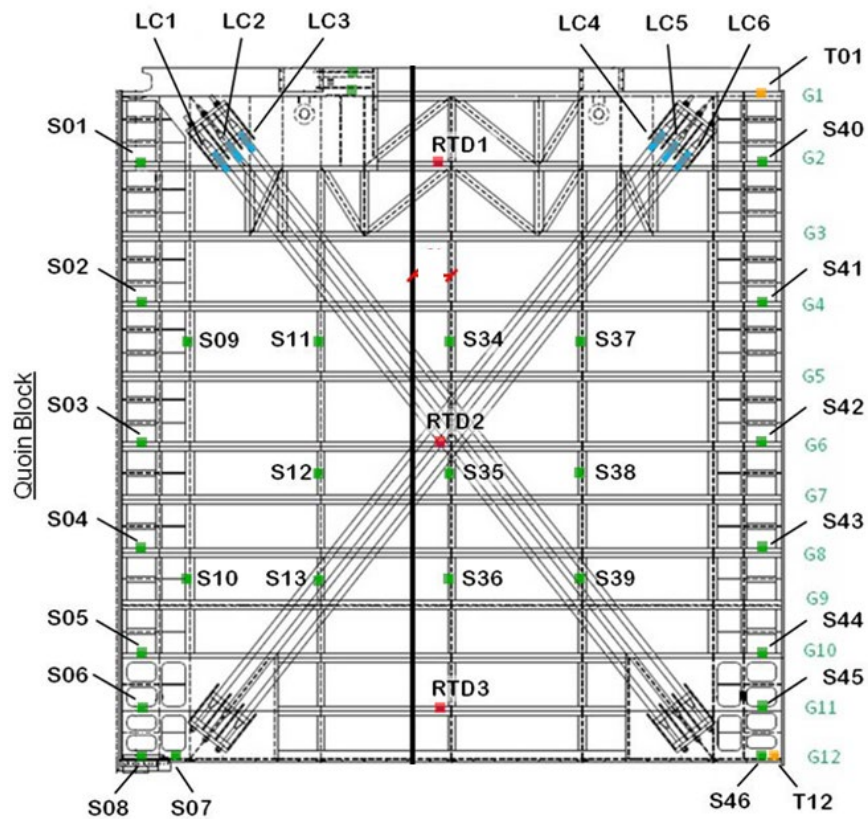 LC1 LC2 LC3 LC4 LC5 LC6
T01
G1
S01 RTD1 S40
G2
G3
S02 S41
G4
S09 S11 S34 S37
G5
S03 RTD2 S42
G6
S12 S35 S38
Quoin Block
G7
S04 S43
G8
S10 S13 S36 S39
G9
S05 S44
G10
S06 RTD3 S45
G11
G12
S08 S07 S46 T12